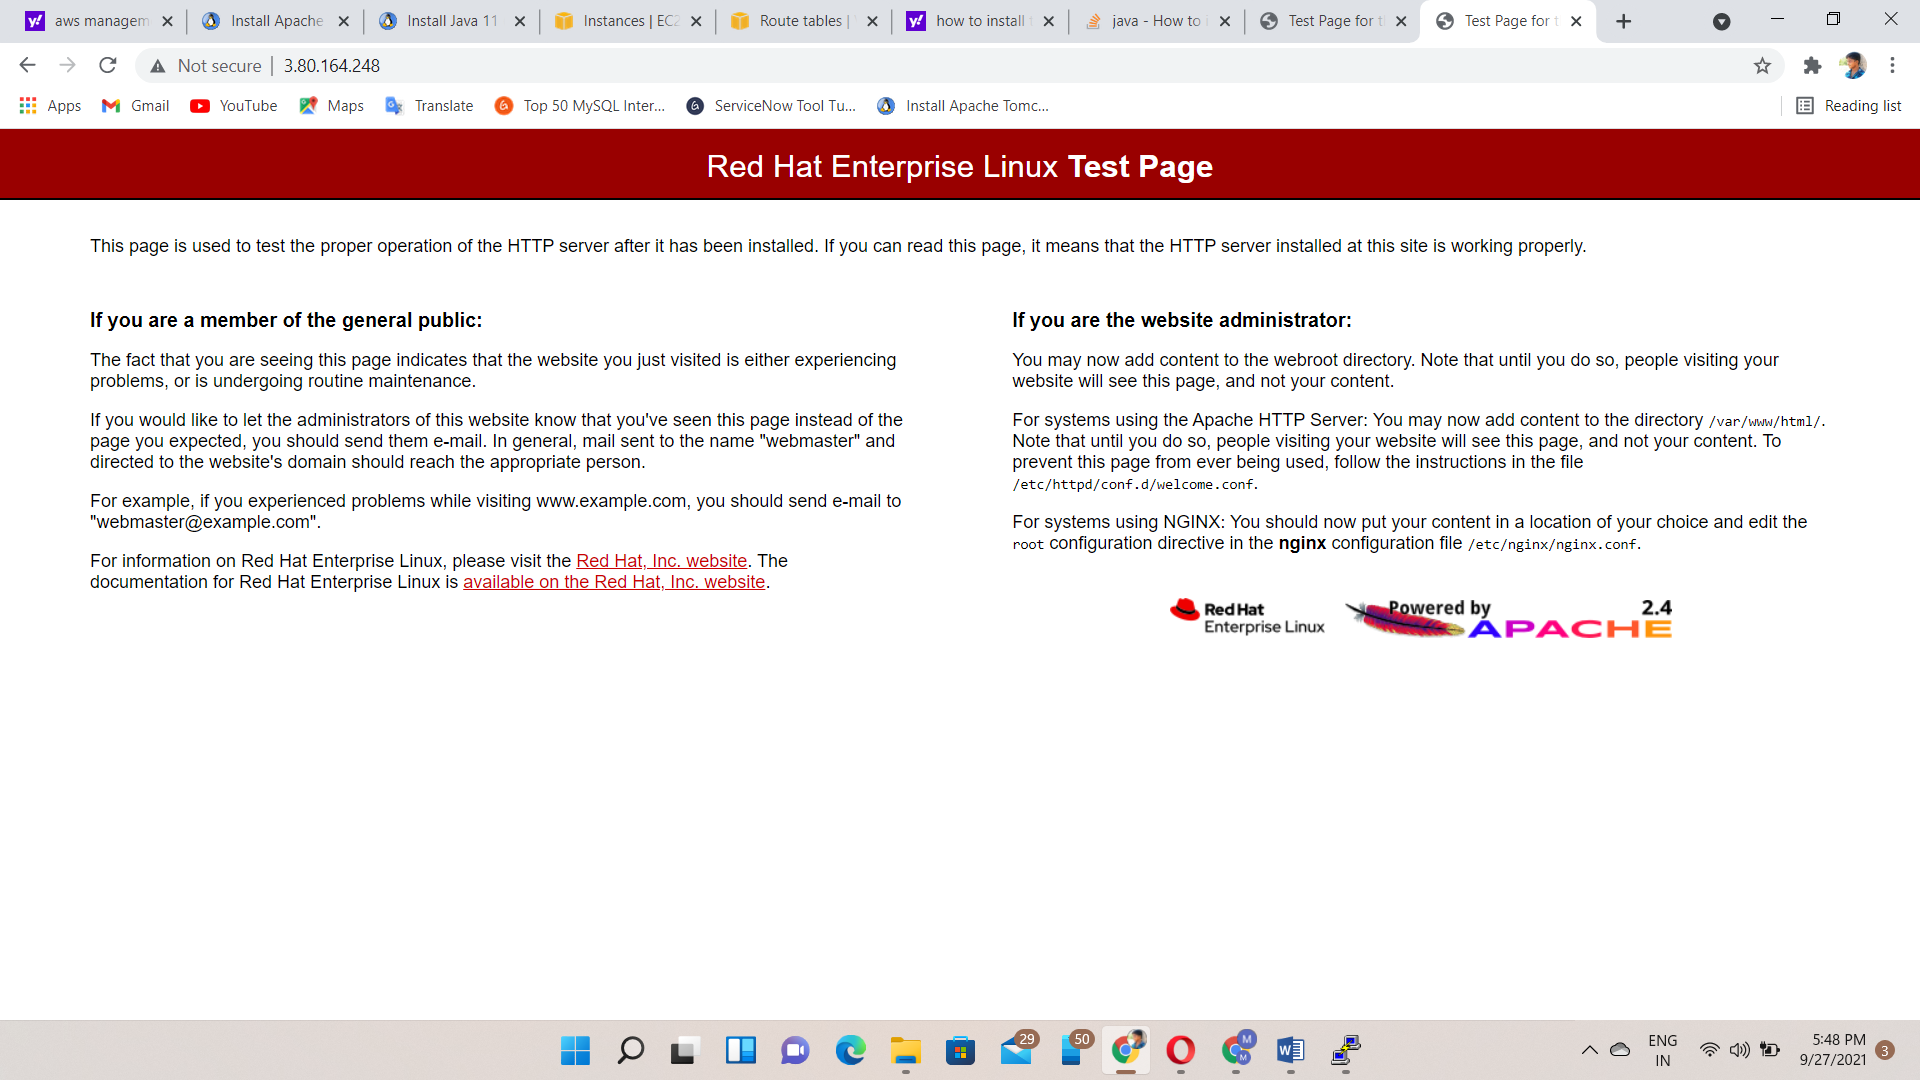 aws managem
Install Apache
Install Java 11
Instances | EC2
Route tables |
how to install
java - How to i
Test Page for t
Test Page for t
Not secure
3.80.164.248
Apps
Gmail
YouTube
Maps
Translate
Top 50 MySQL Inter...
ServiceNow Tool Tu...
Install Apache Tomc...
Reading list
Red Hat Enterprise Linux Test Page
This page is used to test the proper operation of the HTTP server after it has been installed. If you can read this page, it means that the HTTP server installed at this site is working properly.
If you are a member of the general public:
The fact that you are seeing this page indicates that the website you just visited is either experiencing
problems, or is undergoing routine maintenance.
If you would like to let the administrators of this website know that you've seen this page instead of the
page you expected, you should send them e-mail. In general, mail sent to the name "webmaster" and
directed to the website's domain should reach the appropriate person.
For example, if you experienced problems while visiting www.example.com, you should send e-mail to
"webmaster@example.com".
For information on Red Hat Enterprise Linux, please visit the Red Hat, Inc. website. The
documentation for Red Hat Enterprise Linux is available on the Red Hat, Inc. website.
If you are the website administrator:
You may now add content to the webroot directory. Note that until you do so, people visiting your
website will see this page, and not your content.
For systems using the Apache HTTP Server: You may now add content to the directory /var/www/html/.
Note that until you do so, people visiting your website will see this page, and not your content. To
prevent this page from ever being used, follow the instructions in the file
/etc/httpd/conf.d/welcome.conf.
For systems using NGINX: You should now put your content in a location of your choice and edit the
root configuration directive in the nginx configuration file /etc/nginx/nginx.conf.
Red Hat
Enterprise Linux
Powered by
APACHE
2.4
29
50
M
M
ENG
IN
5:48 PM
9/27/2021
3